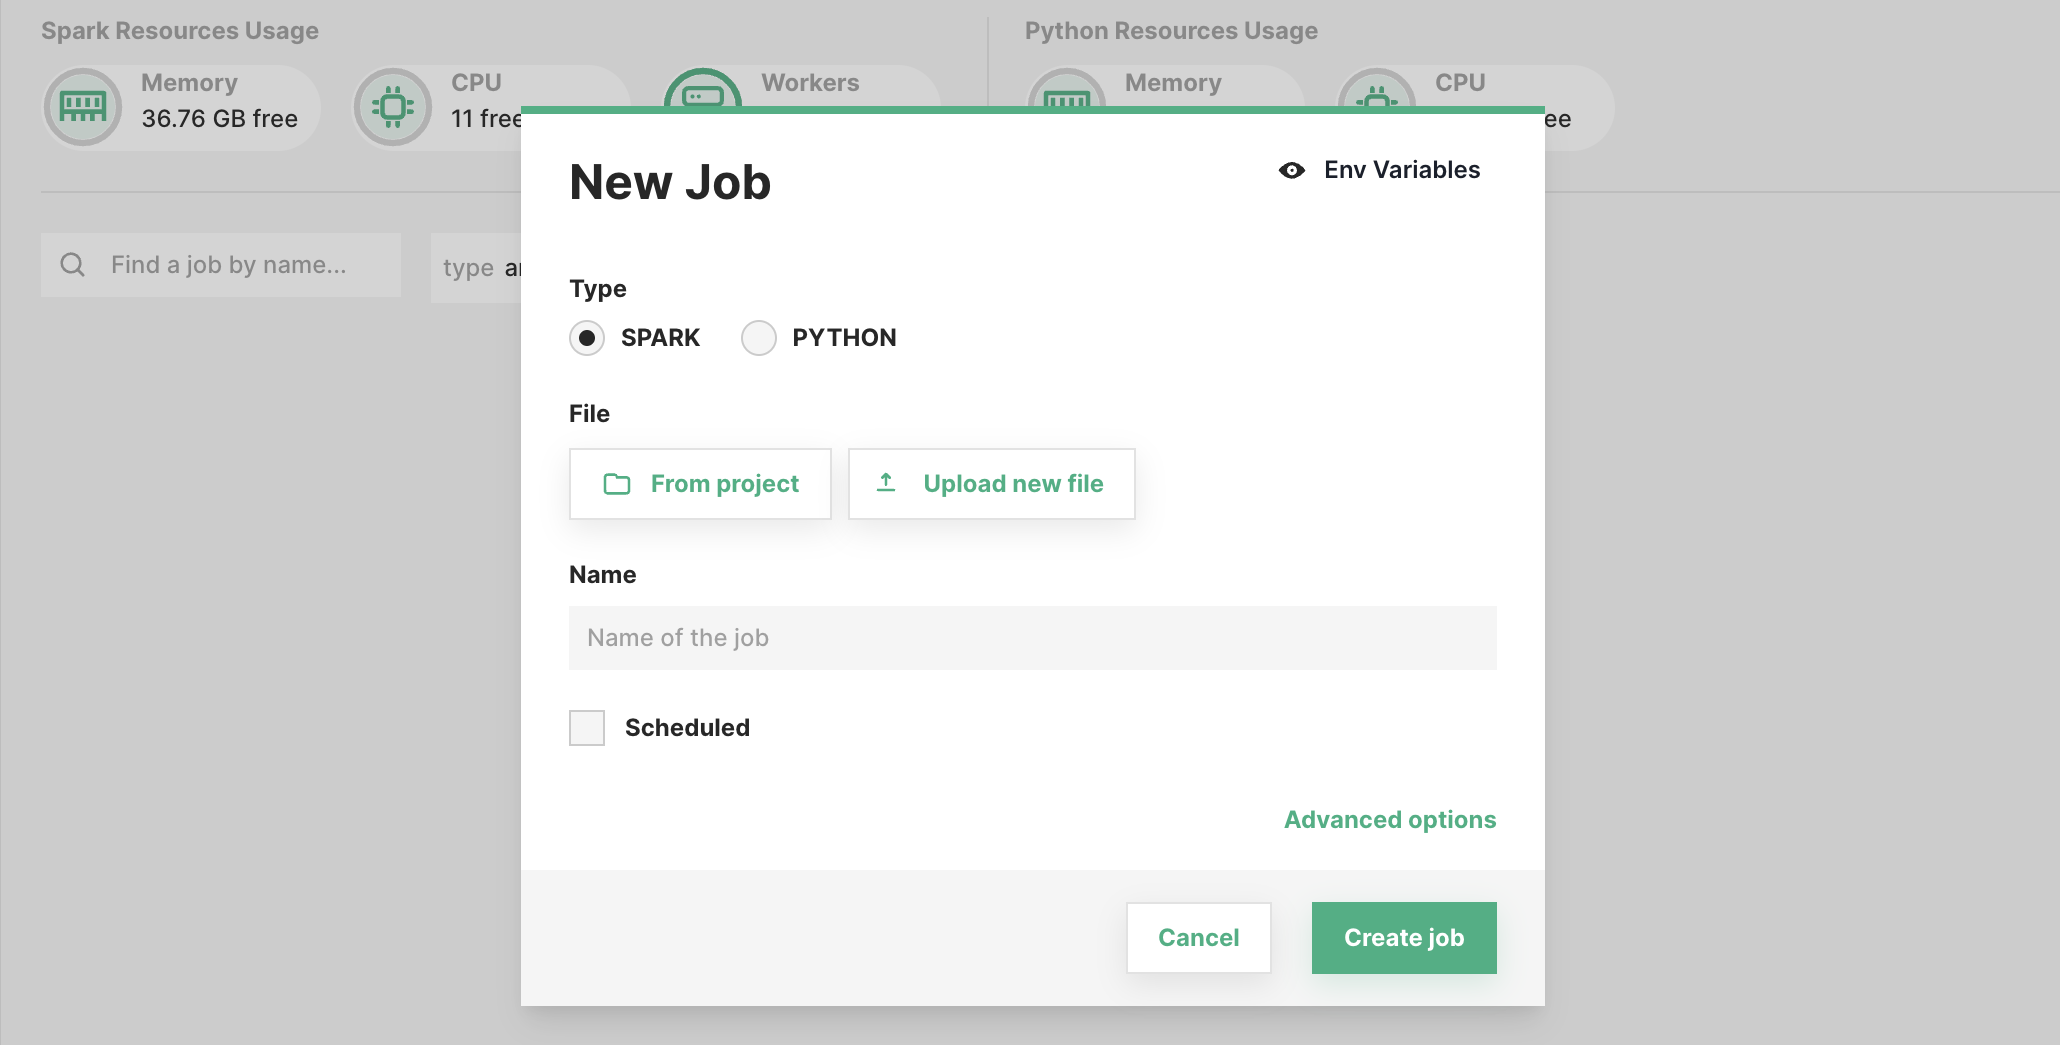 Spark Resources Usage
Python Resources Usage
Memory
36.76 GB free
CPU
11 free
Workers
Memory
CPU
Find a job by name...
type
New Job
Env Variables
Type
SPARK
PYTHON
File
From project
Upload new file
Name
Name of the job
Scheduled
Advanced options
Cancel
Create job